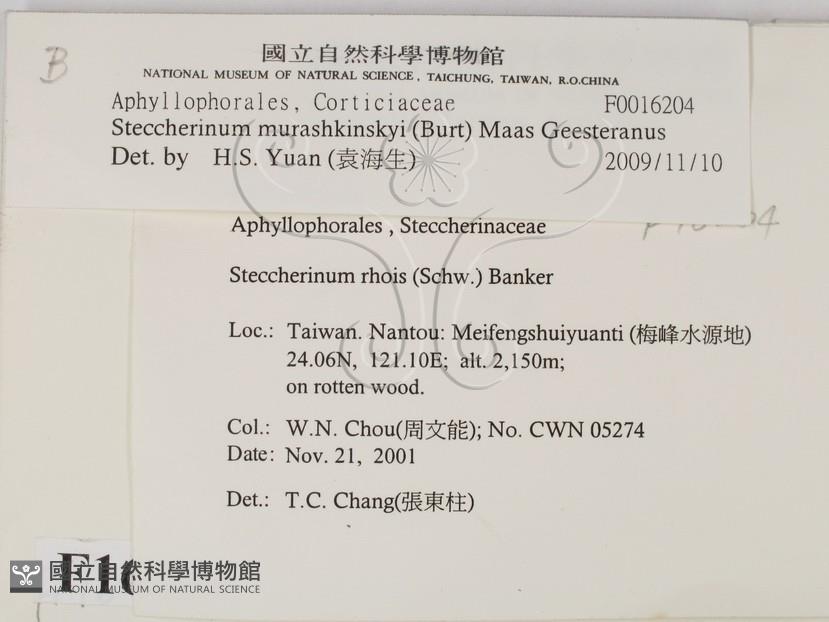 B
國立自然科學博物館
NATIONAL MUSEUM OF NATURAL SCIENCE, TAICHUNG, TAIWAN, R.O.CHINA
Aphyllophorales, Corticiaceae F0016204
Steccherinum murashkinskyi (Burt) Maas Geesteranus
Det. by H.S. Yuan (袁海生) 2009/11/10
Aphyllophorales , Steccherinaceae
Steccherinum rhois (Schw.) Banker
Loc.: Taiwan. Nantou: Meifengshuiyuanti (梅峰水源地)
24.06N, 121.10E; alt. 2,150m;
on rotten wood.
Col.: W.N. Chou(周文能); No. CWN 05274
Date: Nov. 21, 2001
Det.: T.C. Chang(張東柱)
國立自然科學博物館
NATIONAL MUSEUM OF NATURAL SCIENCE